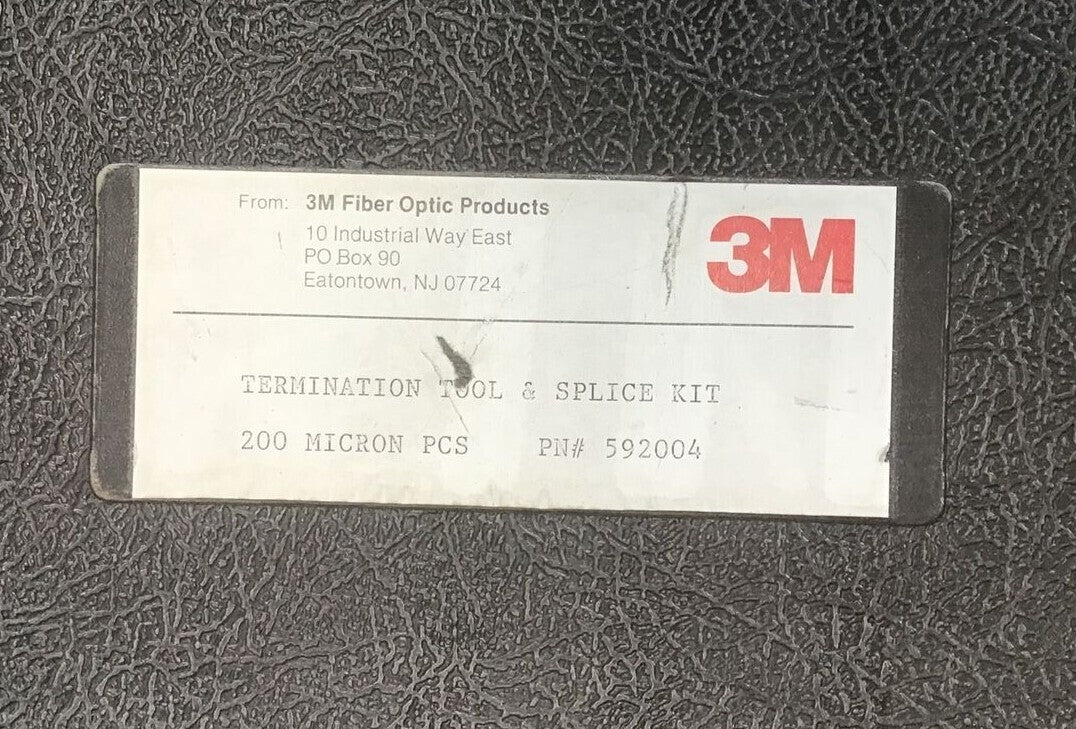 From: 3M Fiber Optic Products
10 Industrial Way East
PO Box 90
Eatontown, NJ 07724
3M
TERMINATION TOOL & SPLICE KIT
200 MICRON PCS PN# 592004